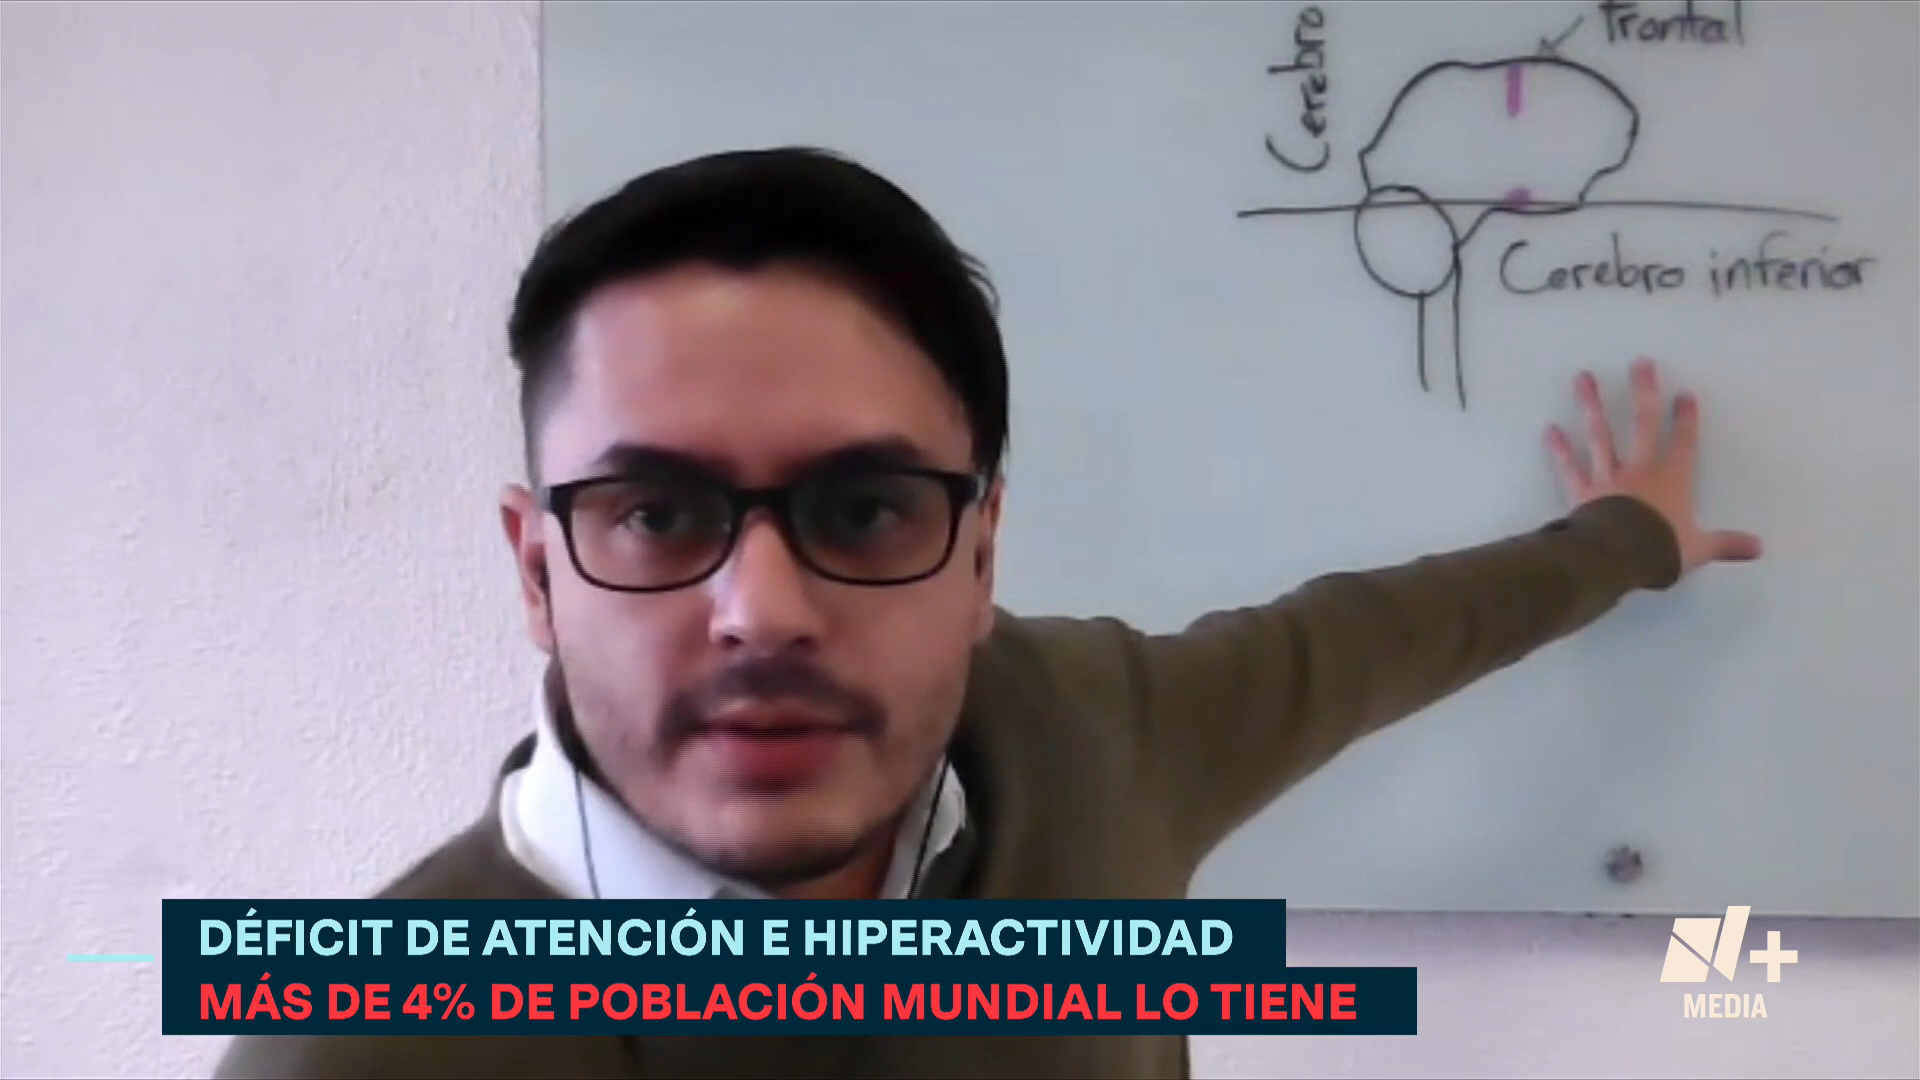 Frontal
Cerebro
Cerebro inferior
DÉFICIT DE ATENCIÓN E HIPERACTIVIDAD
MÁS DE 4% DE POBLACIÓN MUNDIAL LO TIENE
N+
MEDIA